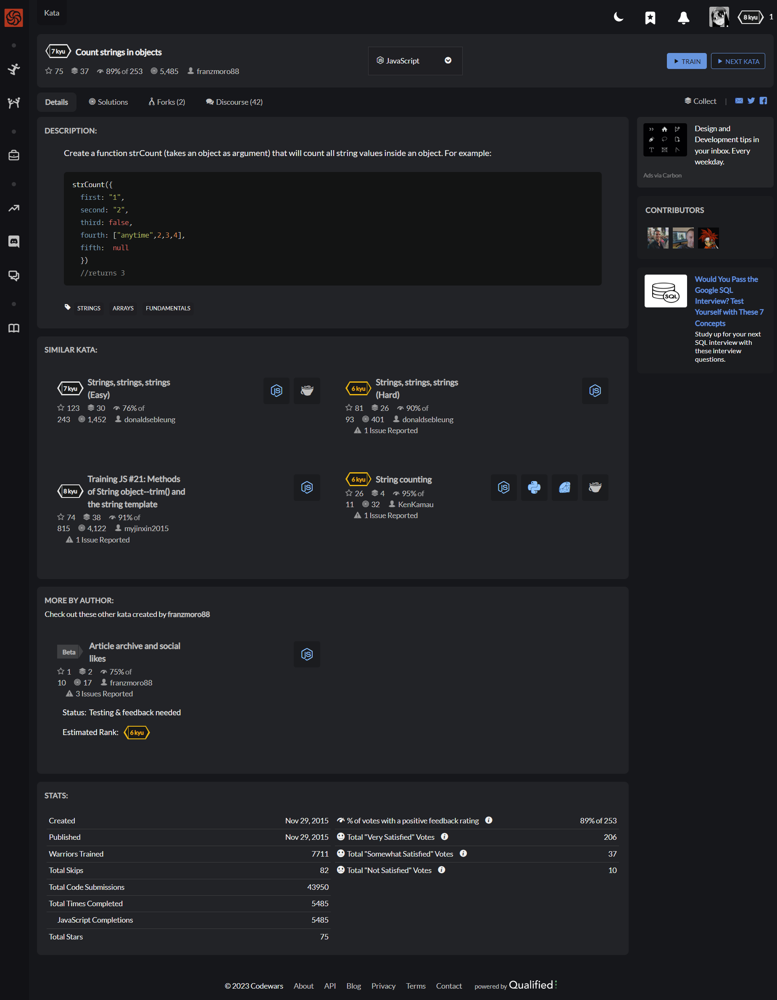 Kata
8 kyu
1
7 kyu
Count strings in objects
75 37 89% of 253 5,485 franzmoro88
JavaScript
TRAIN
NEXT KATA
Details
Solutions
Forks (2)
Discourse (42)
Collect
|
DESCRIPTION:
Create a function strCount (takes an object as argument) that will count all string values inside an object. For example:
strCount({
first: "1",
second: "2",
third: false,
fourth: ["anytime",2,3,4],
fifth:  null
})
//returns 3
STRINGS
ARRAYS
FUNDAMENTALS
Design and
Development tips in
your inbox. Every
weekday.
Ads via Carbon
CONTRIBUTORS
SQL
Would You Pass the
Google SQL
Interview? Test
Yourself with These 7
Concepts
Study up for your next
SQL interview with
these interview
questions.
SIMILAR KATA:
7 kyu
Strings, strings, strings
(Easy)
123 30 76% of
243 1,452 donaldsebleung
JS
6 kyu
Strings, strings, strings
(Hard)
81 26 90% of
93 401 donaldsebleung
1 Issue Reported
JS
8 kyu
Training JS #21: Methods
of String object--trim() and
the string template
74 38 91% of
815 4,122 myjinxin2015
1 Issue Reported
JS
6 kyu
String counting
26 4 95% of
11 32 KenKamau
1 Issue Reported
JS
MORE BY AUTHOR:
Check out these other kata created by franzmoro88
Beta
Article archive and social
likes
1 2 75% of
10 17 franzmoro88
3 Issues Reported
JS
Status: Testing & feedback needed
Estimated Rank: 6 kyu
STATS:
Created Nov 29, 2015
Published Nov 29, 2015
Warriors Trained 7711
Total Skips 82
Total Code Submissions 43950
Total Times Completed 5485
JavaScript Completions 5485
Total Stars 75
% of votes with a positive feedback rating 89% of 253
Total "Very Satisfied" Votes 206
Total "Somewhat Satisfied" Votes 37
Total "Not Satisfied" Votes 10
© 2023 Codewars About API Blog Privacy Terms Contact powered by Qualified